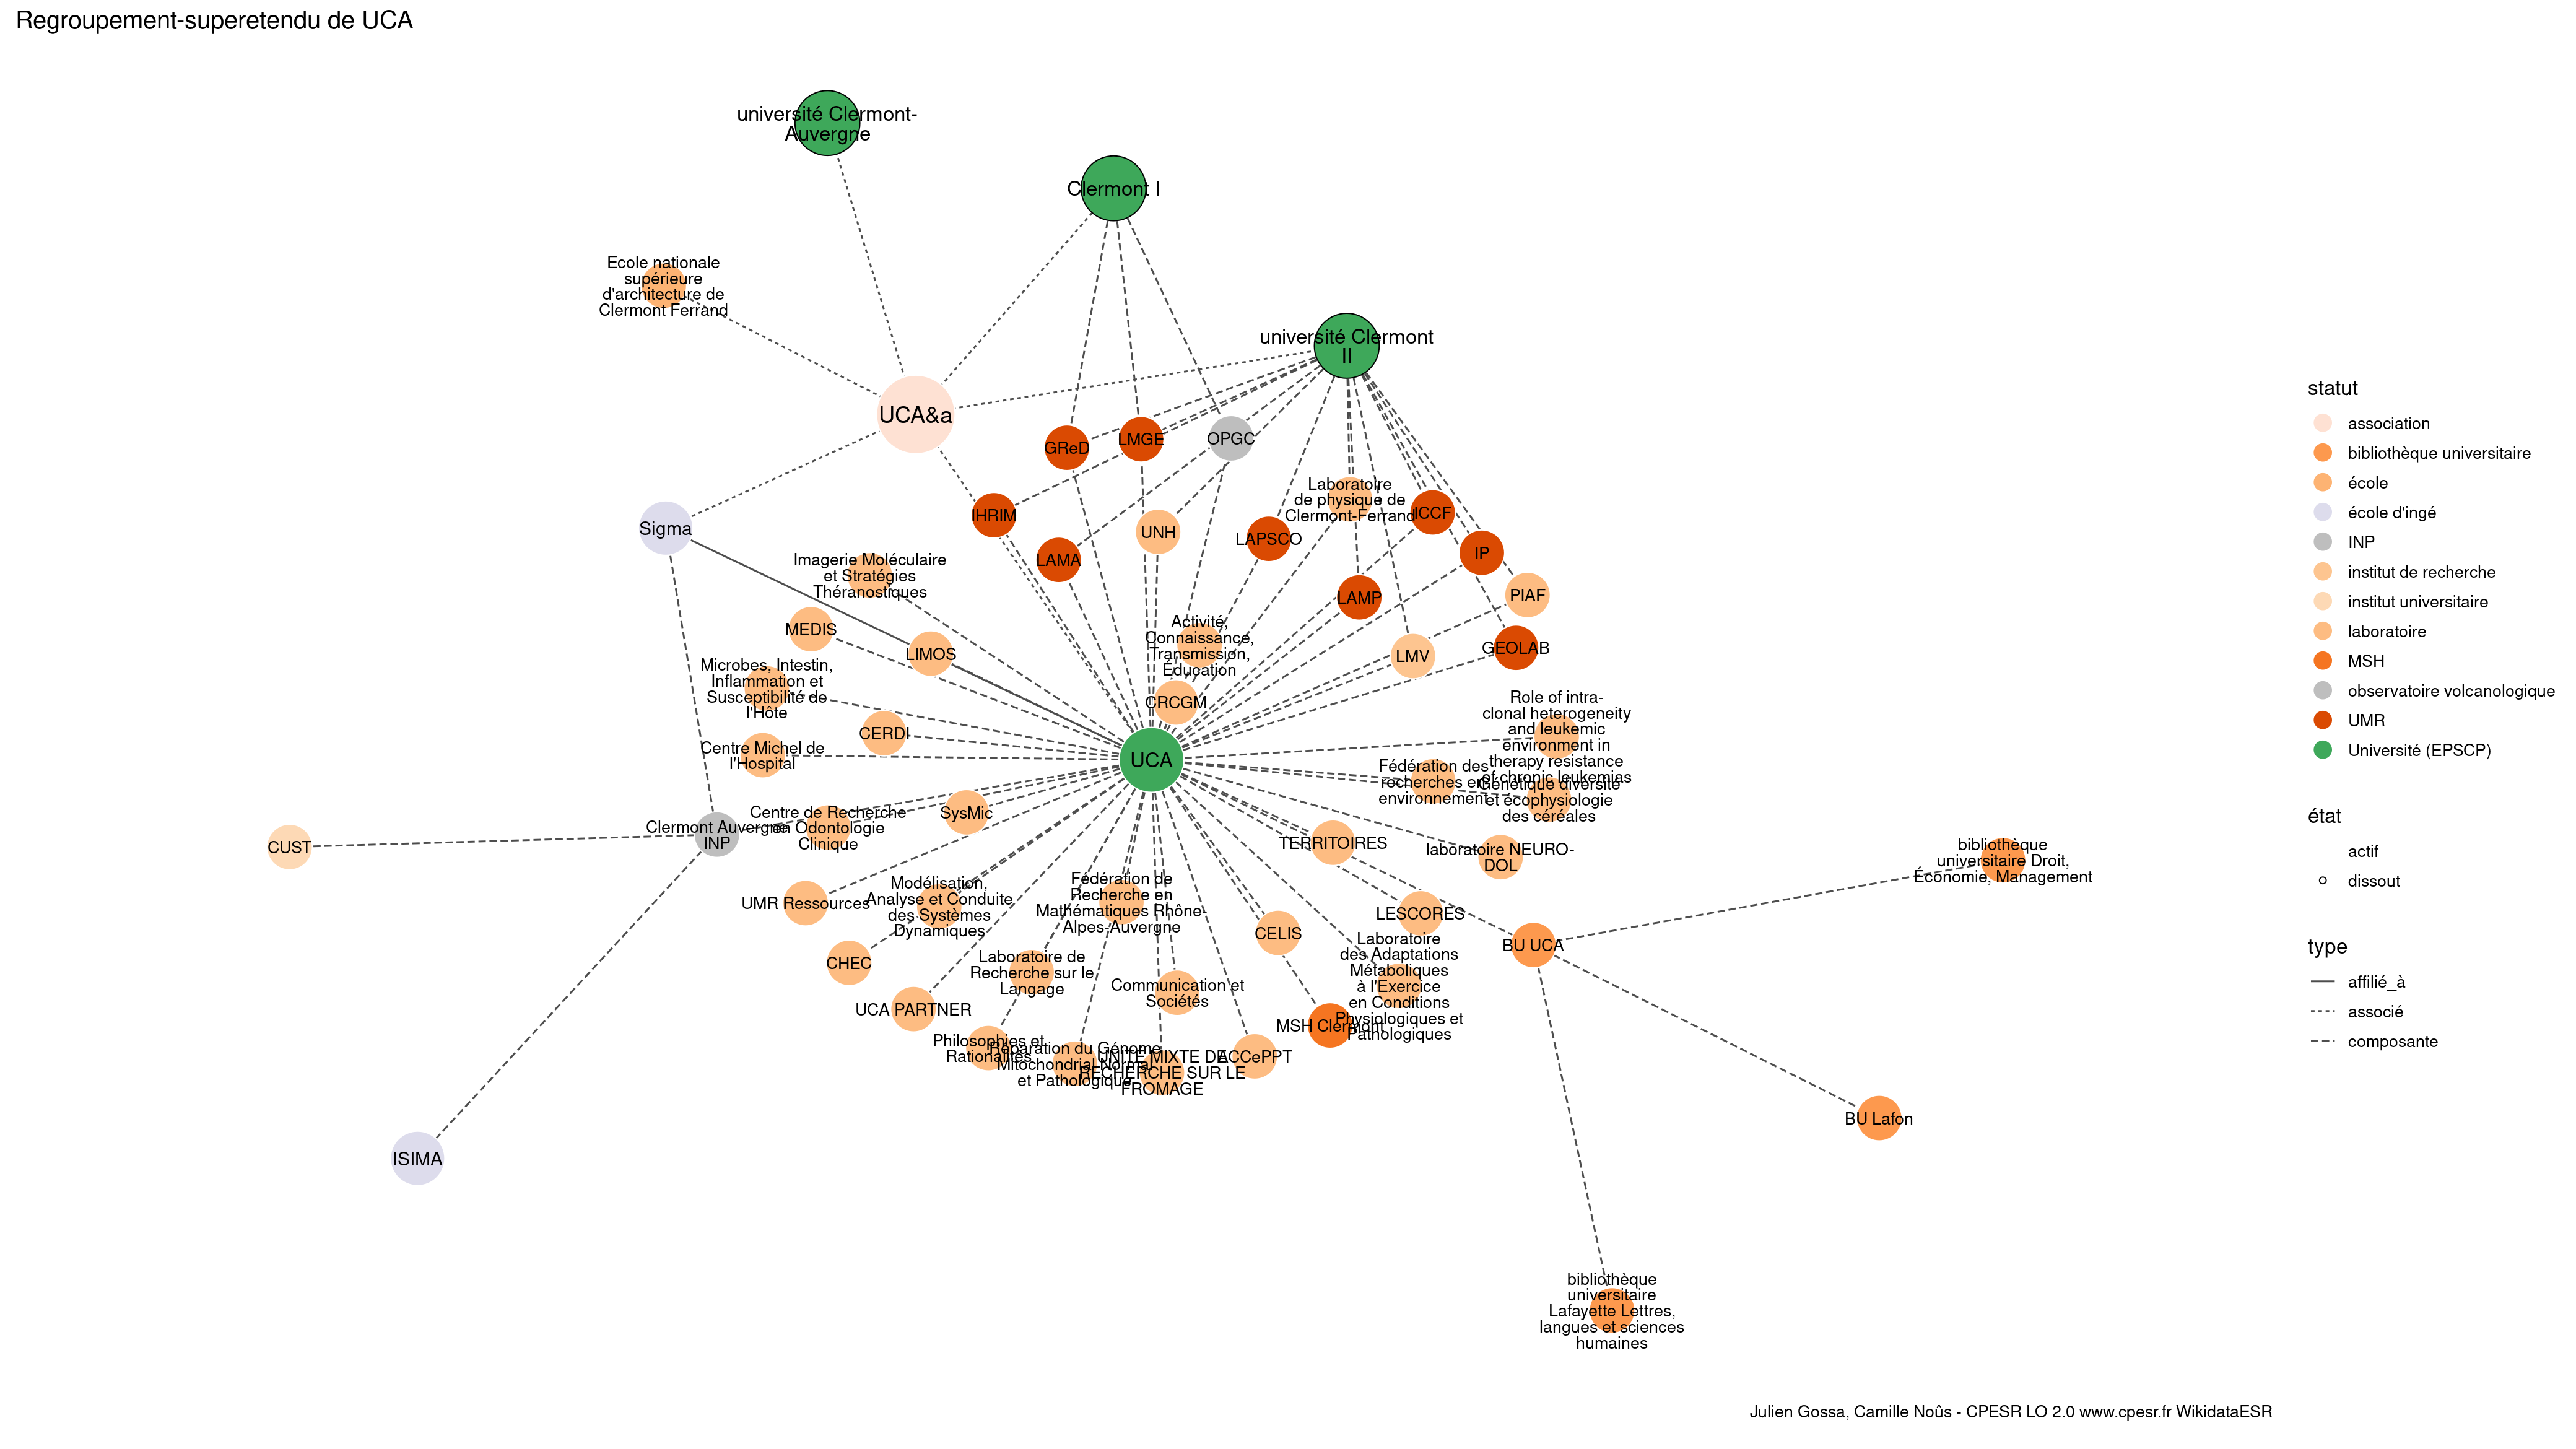 Regroupement-superetendu de UCA
université Clermont-
Auvergne
Clermont I
Ecole nationale
supérieure
d'architecture de
Clermont Ferrand
université Clermont
II
UCA&a
GReD
LMGE
OPGC
Laboratoire
de physique de
Clermont-Ferrand
ICCF
IHRIM
Sigma
UNH
LAPSCO
LAMA
IP
Imagerie Moléculaire
et Stratégies
Théranostiques
LAMP
PIAF
MEDIS
Activité,
Connaissance,
Transmission,
Éducation
LIMOS
LMV
GEOLAB
Microbes, Intestin,
Inflammation et
Susceptibilité de
l'Hôte
CRCGM
Role of intra-
clonal heterogeneity
and leukemic
environment in
therapy resistance
of chronic leukemias
CERDI
Centre Michel de
l'Hospital
UCA
Fédération des
recherches en
environnement
Génétique diversité
et écophysiologie
des céréales
Centre de Recherche
en Odontologie
Clinique
SysMic
Clermont Auvergne
INP
CUST
TERRITOIRES
laboratoire NEURO-
DOL
bibliothèque
universitaire Droit,
Économie, Management
UMR Ressources
Modélisation,
Analyse et Conduite
des Systèmes
Dynamiques
Fédération de
Recherche en
Mathématiques Rhône-
Alpes-Auvergne
LESCORES
CELIS
BU UCA
CHEC
Laboratoire de
Recherche sur le
Langage
Communication et
Sociétés
Laboratoire
des Adaptations
Métaboliques
à l'Exercice
en Conditions
Physiologiques et
Pathologiques
UCA PARTNER
MSH Clermont
Philosophies et
Rationalités
Réparation du Génome
Mitochondrial Normal
et Pathologique
UNITE MIXTE DE
RECHERCHE SUR LE
FROMAGE
ACCePPT
BU Lafon
ISIMA
bibliothèque
universitaire
Lafayette Lettres,
langues et sciences
humaines
statut
association
bibliothèque universitaire
école
école d'ingé
INP
institut de recherche
institut universitaire
laboratoire
MSH
observatoire volcanologique
UMR
Université (EPSCP)
état
actif
dissout
type
affilié_à
associé
composante
Julien Gossa, Camille Noûs - CPESR LO 2.0 www.cpesr.fr WikidataESR